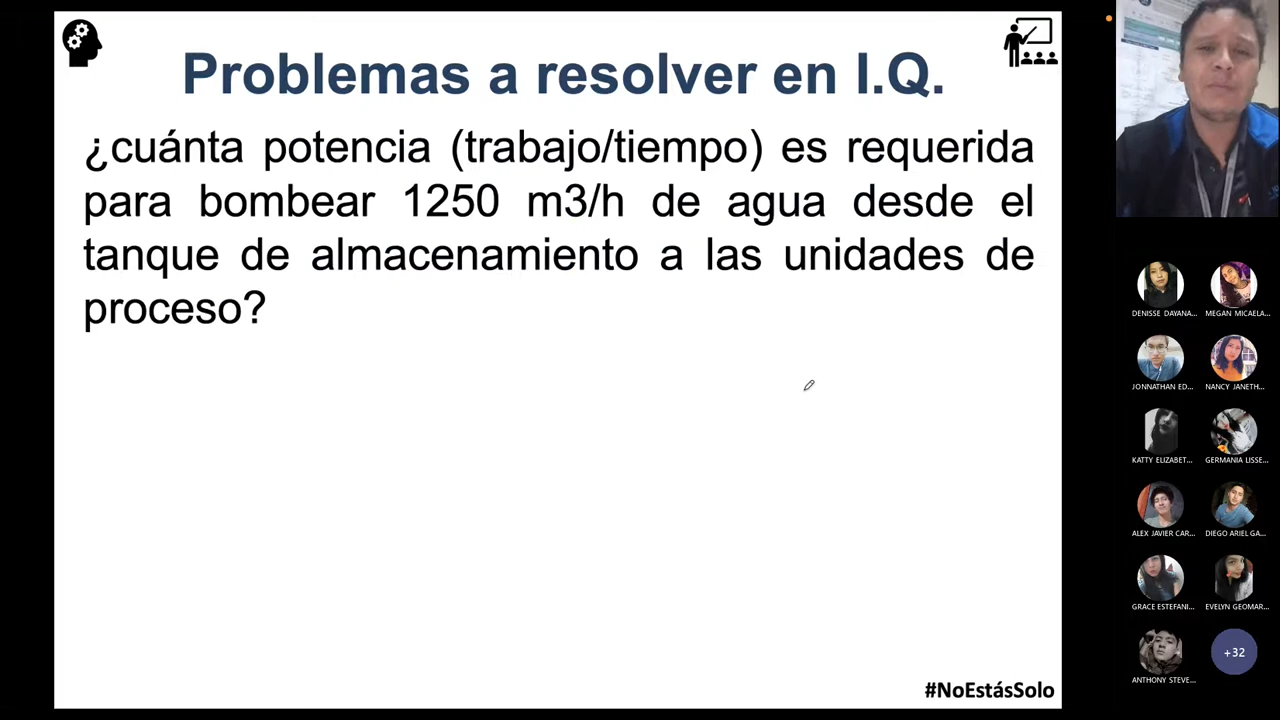 Problemas a resolver en I.Q.
¿cuánta potencia (trabajo/tiempo) es requerida
para bombear 1250 m3/h de agua desde el
tanque de almacenamiento a las unidades de
proceso?
#NoEstásSolo
DENISSE DAYANA...
MEGAN MICAELA...
JONNATHAN ED...
NANCY JANETH...
KATTY ELIZABET...
GERMANIA LISSE...
ALEX JAVIER CAR...
DIEGO ARIEL GA...
GRACE ESTEFANI...
EVELYN GEOMAR...
ANTHONY STEVE...
+32